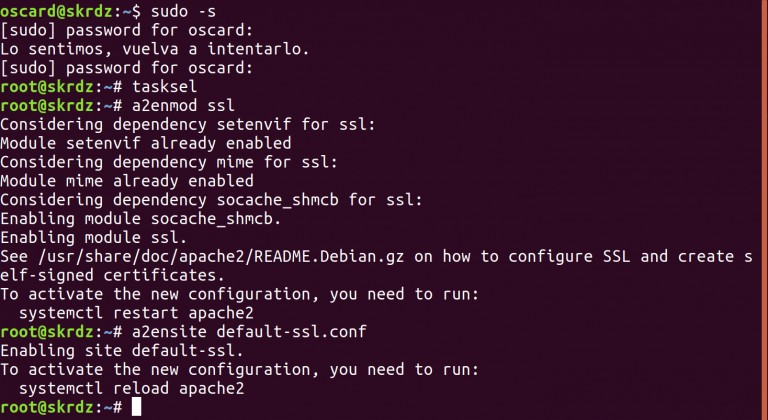 oscard@skrdz:~$ sudo -s
[sudo] password for oscard:
Lo sentimos, vuelva a intentarlo.
[sudo] password for oscard:
root@skrdz:~# tasksel
root@skrdz:~# a2enmod ssl
Considering dependency setenvif for ssl:
Module setenvif already enabled
Considering dependency mime for ssl:
Module mime already enabled
Considering dependency socache_shmcb for ssl:
Enabling module socache_shmcb.
Enabling module ssl.
See /usr/share/doc/apache2/README.Debian.gz on how to configure SSL and create s
elf-signed certificates.
To activate the new configuration, you need to run:
  systemctl restart apache2
root@skrdz:~# a2ensite default-ssl.conf
Enabling site default-ssl.
To activate the new configuration, you need to run:
  systemctl reload apache2
root@skrdz:~#